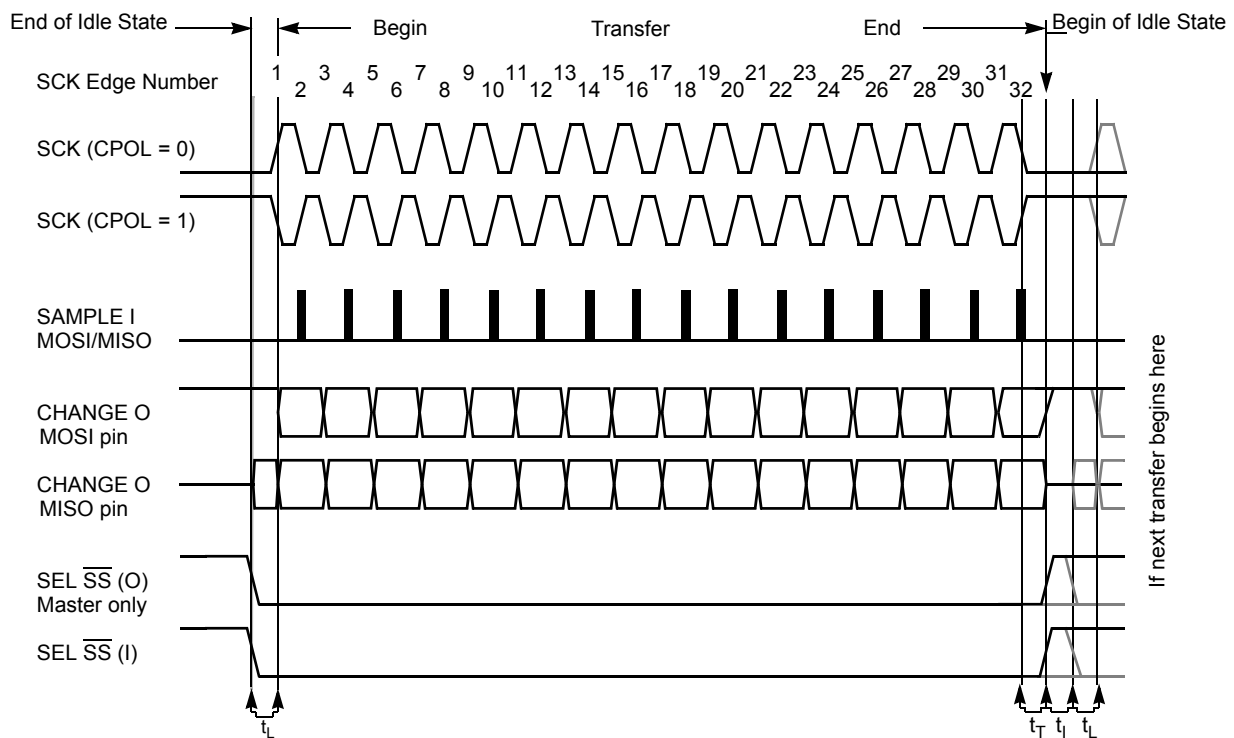 End of Idle State
Begin
Transfer
End
Begin of Idle State
SCK Edge Number
1 3 5 7 9 11 13 15 17 19 21 23 25 27 29 31
2 4 6 8 10 12 14 16 18 20 22 24 26 28 30 32
SCK (CPOL = 0)
SCK (CPOL = 1)
SAMPLE I
MOSI/MISO
CHANGE O
MOSI pin
CHANGE O
MISO pin
SEL SS (O)
Master only
SEL SS (I)
If next transfer begins here
tL
tT tI tL